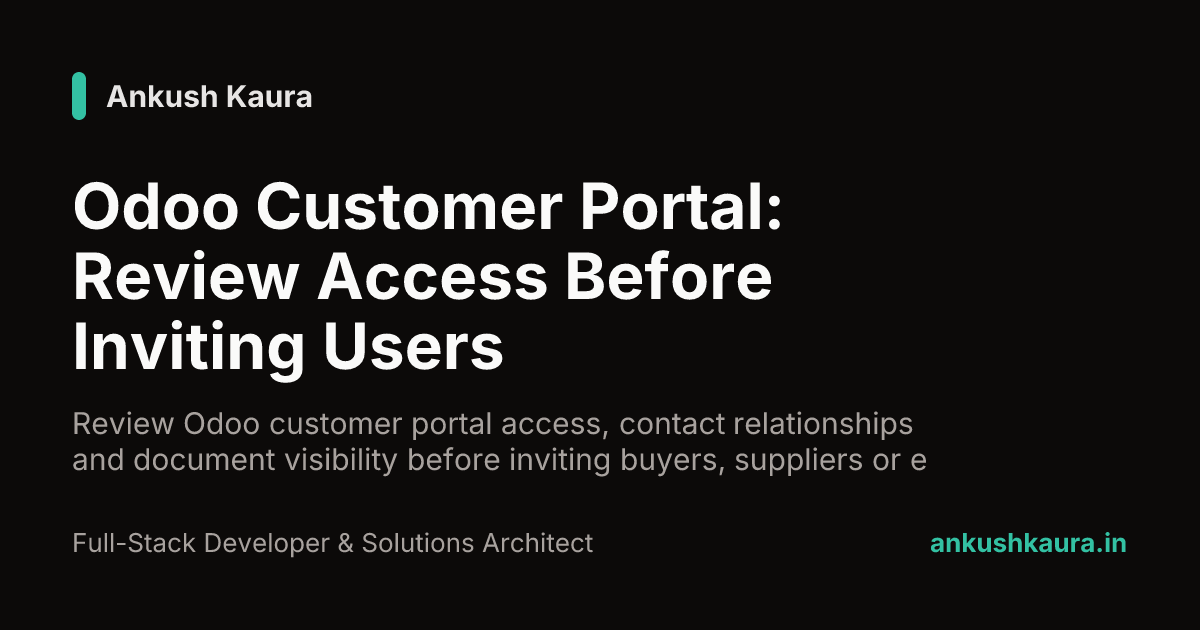 Ankush Kaura
Odoo Customer Portal:
Review Access Before
Inviting Users
Review Odoo customer portal access, contact relationships
and document visibility before inviting buyers, suppliers or e
Full-Stack Developer & Solutions Architect
ankushkaura.in